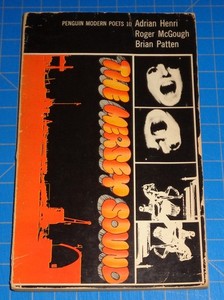 PENGUIN MODERN POETS 10
Adrian Henri
Roger McGough
Brian Patten
THE MERSEY SOUND